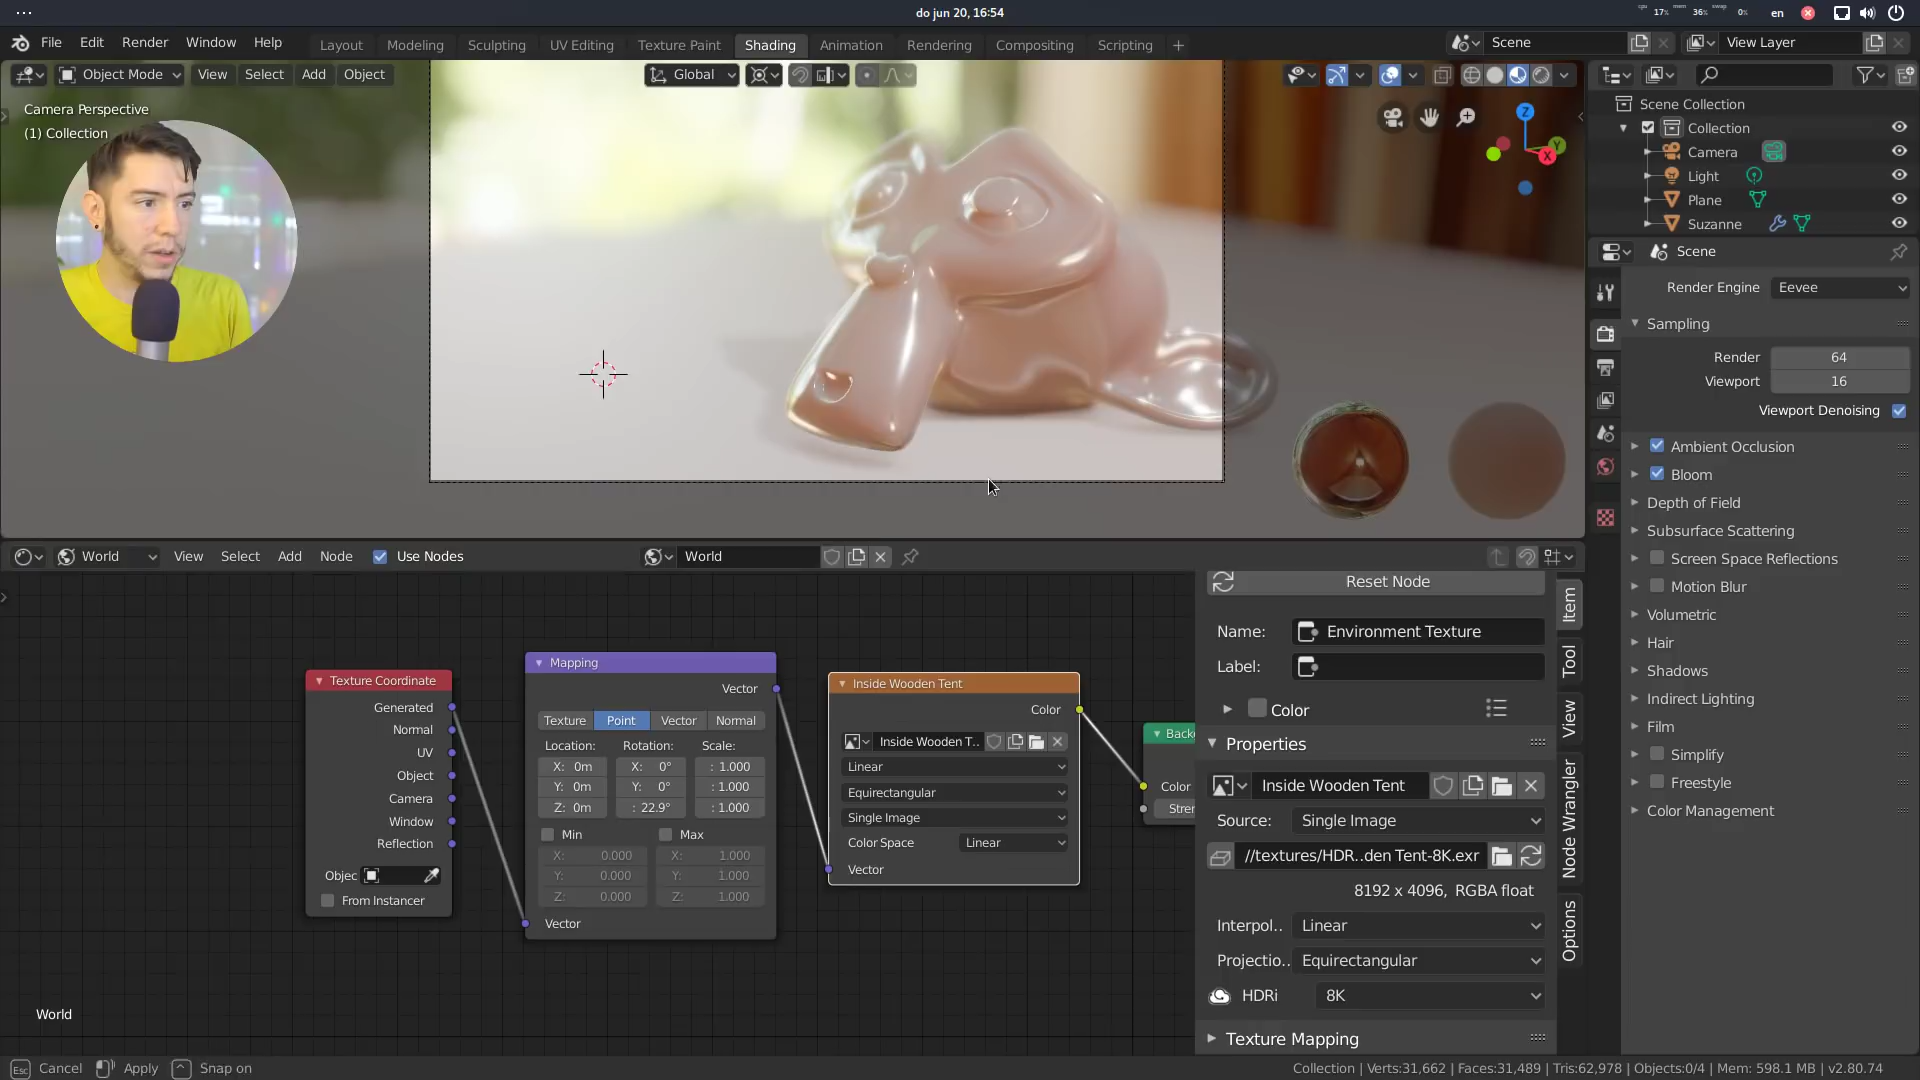 do jun 20, 16:54
cpu 17% mem 36% swap 0% en
File Edit Render Window Help
Layout Modeling Sculpting UV Editing Texture Paint Shading Animation Rendering Compositing Scripting +
Scene
View Layer
Object Mode View Select Add Object
Global
Camera Perspective
(1) Collection
Z
Y
X
Scene Collection
Collection
Camera
Light
Plane
Suzanne
Scene
Render Engine Eevee
Sampling
Render 64
Viewport 16
Viewport Denoising
Ambient Occlusion
Bloom
Depth of Field
Subsurface Scattering
Screen Space Reflections
Motion Blur
Volumetric
Hair
Shadows
Indirect Lighting
Film
Simplify
Freestyle
Color Management
World View Select Add Node Use Nodes
World
Texture Coordinate
Generated
Normal
UV
Object
Camera
Window
Reflection
Objec
From Instancer
Mapping
Vector
Texture Point Vector Normal
Location: Rotation: Scale:
X: 0m X: 0° : 1.000
Y: 0m Y: 0° : 1.000
Z: 0m : 22.9° : 1.000
Min Max
X: 0.000 X: 1.000
Y: 0.000 Y: 1.000
Z: 0.000 Z: 1.000
Vector
Inside Wooden Tent
Color
Inside Wooden T..
Linear
Equirectangular
Single Image
Color Space Linear
Vector
Back
Color
Stre
Reset Node
Name: Environment Texture
Label:
Color
Properties
Inside Wooden Tent
Source: Single Image
//textures/HDR..den Tent-8K.exr
8192 x 4096, RGBA float
Interpol.. Linear
Projectio.. Equirectangular
HDRi 8K
Texture Mapping
Item
Tool
View
Node Wrangler
Options
World
Esc Cancel Apply Snap on
Collection | Verts:31,662 | Faces:31,489 | Tris:62,978 | Objects:0/4 | Mem: 598.1 MB | v2.80.74